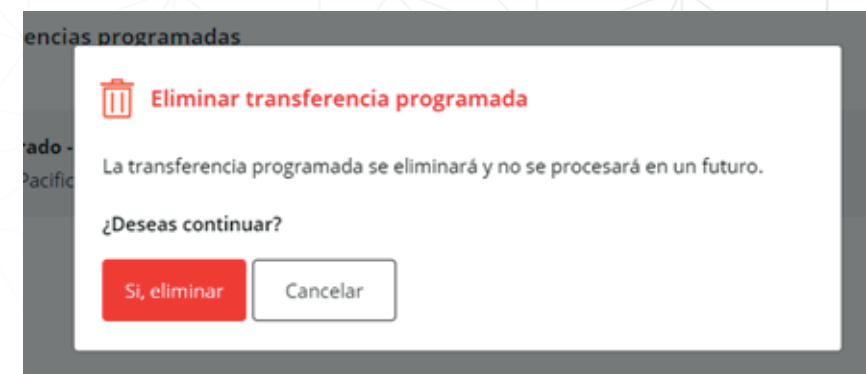 encias programadas
Eliminar transferencia programada
ado -
Pacific
La transferencia programada se eliminará y no se procesará en un futuro.
¿Deseas continuar?
Si, eliminar
Cancelar